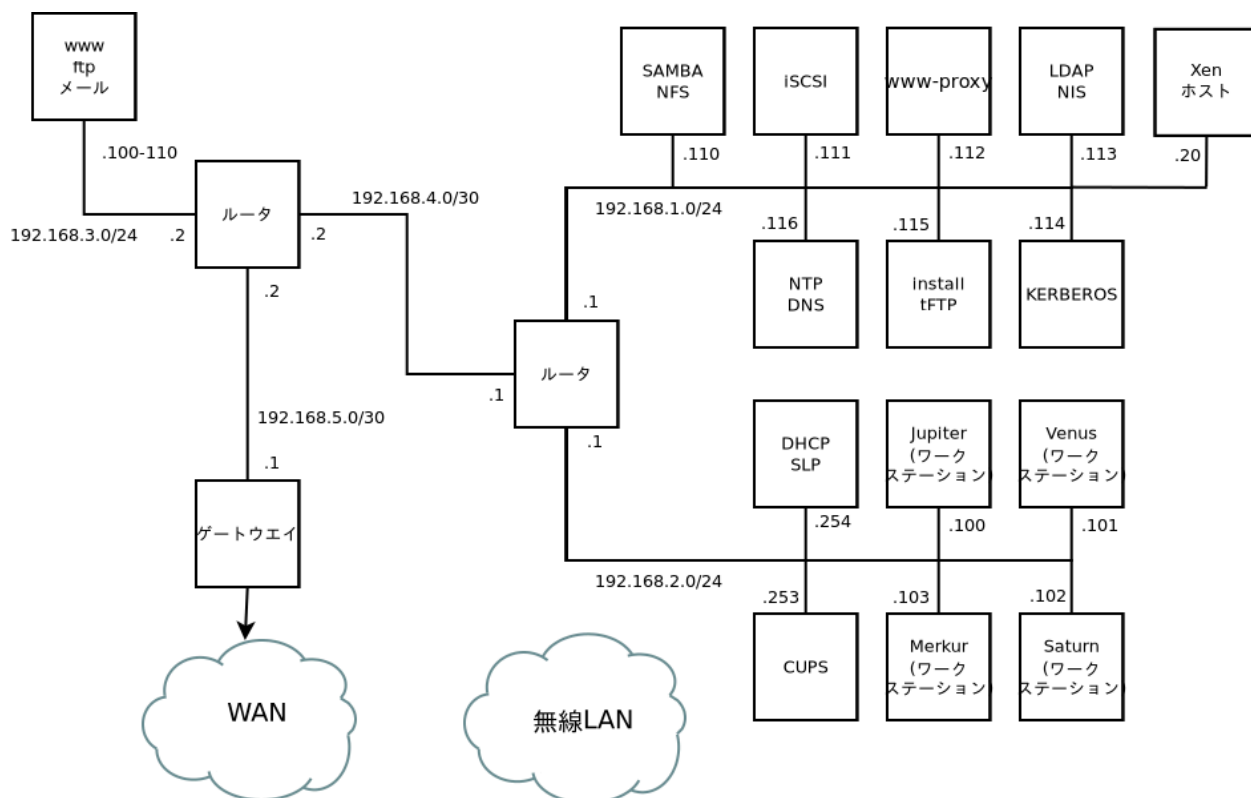 www
ftp
メール
SAMBA
NFS
iSCSI
www-proxy
LDAP
NIS
Xen
ホスト
.100-110
.110
.111
.112
.113
.20
192.168.4.0/30
192.168.1.0/24
ルータ
192.168.3.0/24
.2
.2
.2
.116
.115
.114
NTP
DNS
install
tFTP
KERBEROS
.1
ルータ
.1
.1
192.168.5.0/30
.1
ゲートウエイ
DHCP
SLP
Jupiter
(ワーク
ステーション)
Venus
(ワーク
ステーション)
.254
.100
.101
192.168.2.0/24
.253
.103
.102
CUPS
Merkur
(ワーク
ステーション)
Saturn
(ワーク
ステーション)
WAN
無線LAN